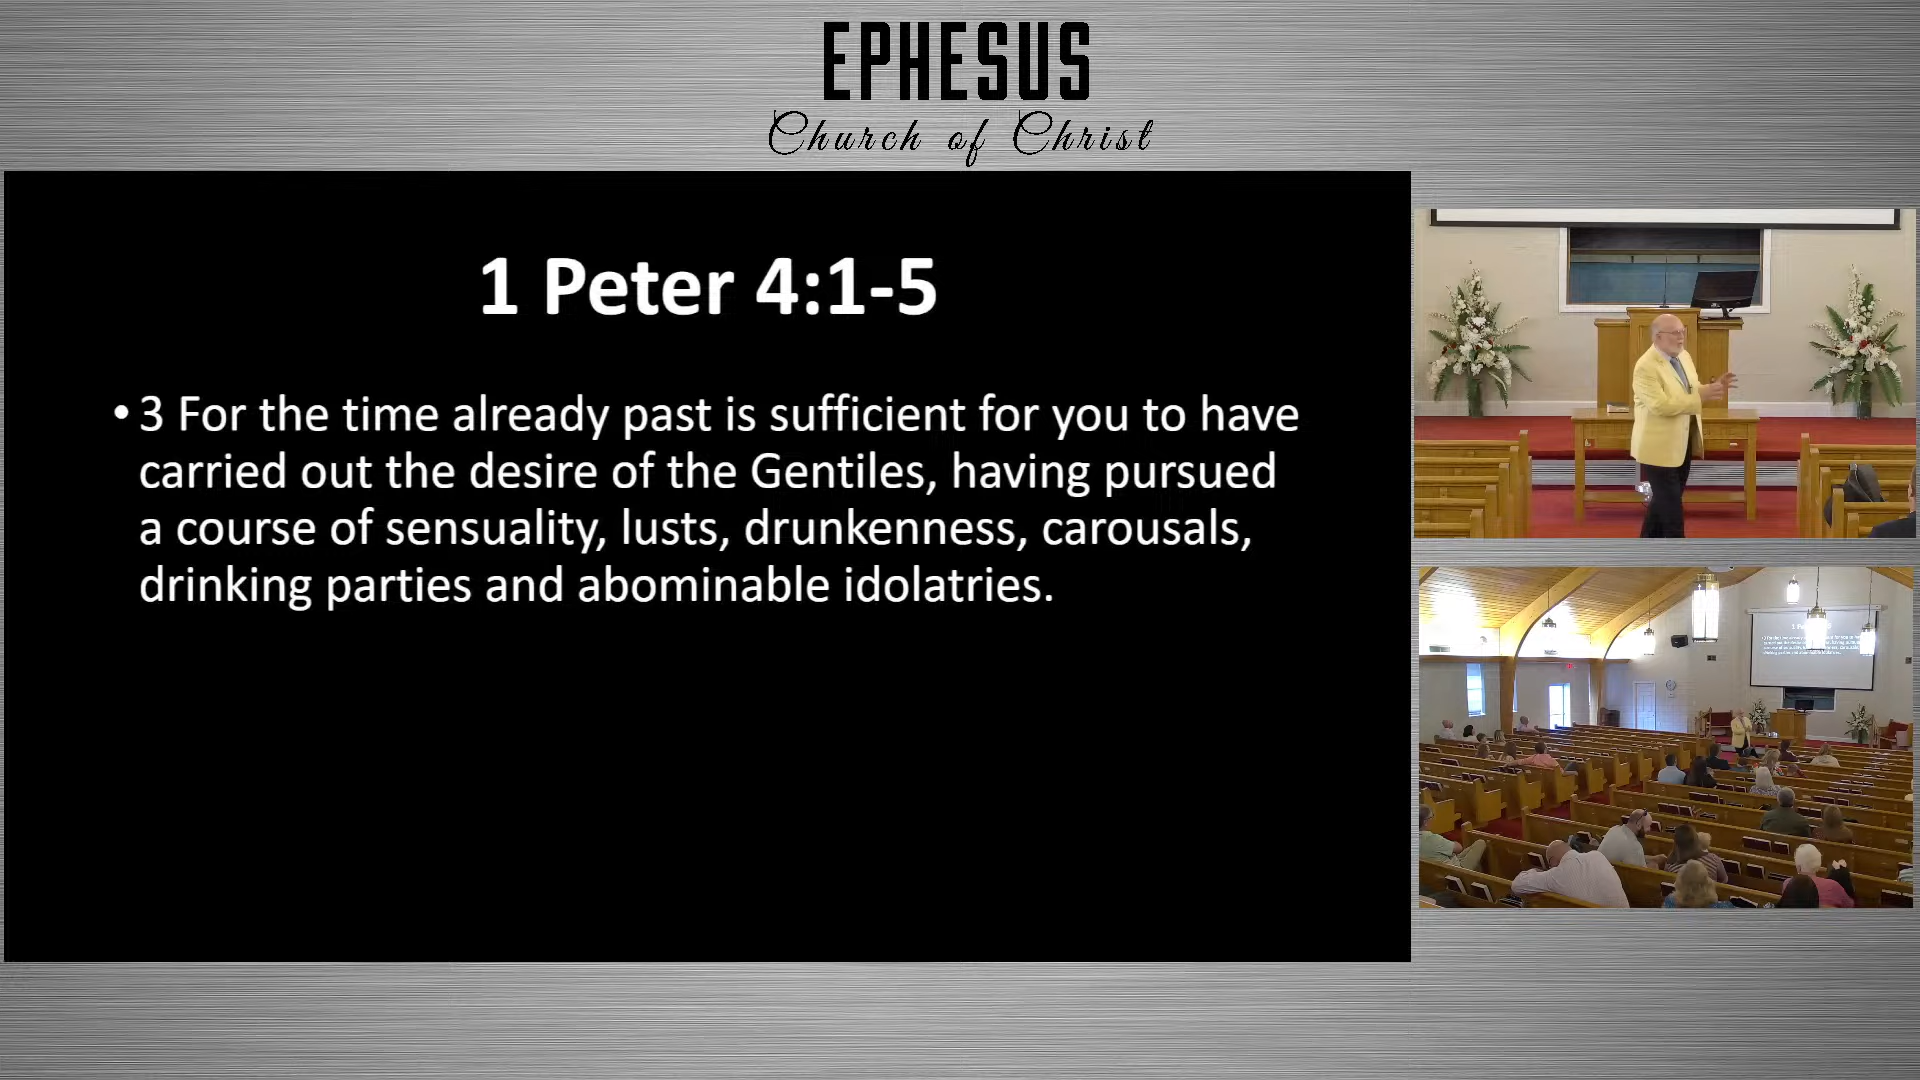 EPHESUS
Church of Christ
1 Peter 4:1-5
• 3 For the time already past is sufficient for you to have
carried out the desire of the Gentiles, having pursued
a course of sensuality, lusts, drunkenness, carousals,
drinking parties and abominable idolatries.